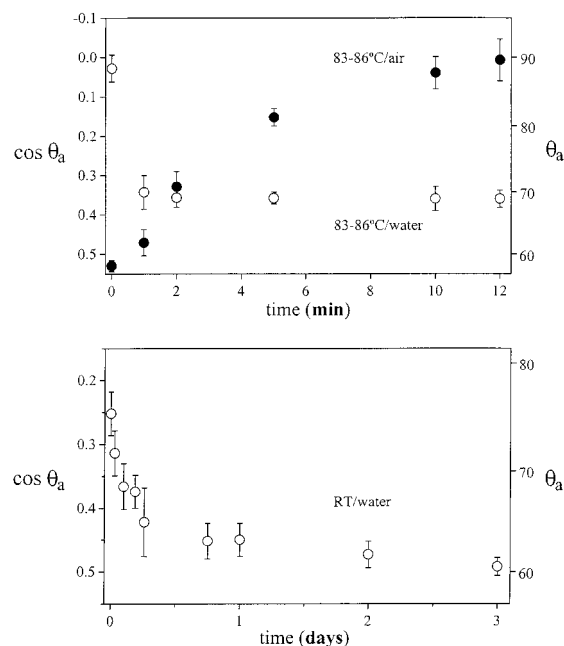 -0.1
0.0
0.1
0.2
0.3
0.4
0.5
cos θa
90
80
70
60
θa
83-86ºC/air
83-86ºC/water
0 2 4 6 8 10 12
time (min)
0.2
0.3
0.4
0.5
cos θa
80
70
60
θa
RT/water
0 1 2 3
time (days)